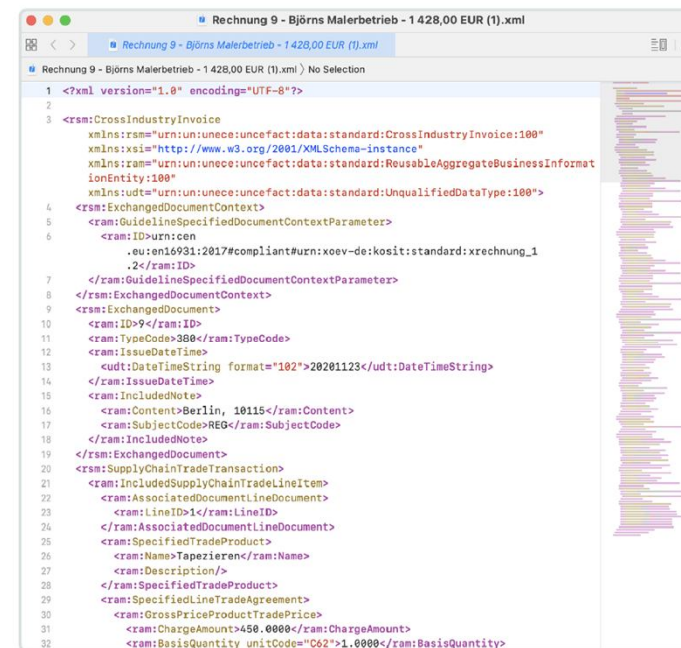 Rechnung 9 - Björns Malerbetrieb - 1 428,00 EUR (1).xml
Rechnung 9 - Björns Malerbetrieb - 1 428,00 EUR (1).xml
Rechnung 9 - Björns Malerbetrieb - 1 428,00 EUR (1).xml 〉 No Selection
1 <?xml version="1.0" encoding="UTF-8"?>
2
3 <rsm:CrossIndustryInvoice
xmlns:rsm="urn:un:unece:uncefact:data:standard:CrossIndustryInvoice:100"
xmlns:xsi="http://www.w3.org/2001/XMLSchema-instance"
xmlns:ram="urn:un:unece:uncefact:data:standard:ReusableAggregateBusinessInformat
ionEntity:100"
xmlns:udt="urn:un:unece:uncefact:data:standard:UnqualifiedDataType:100">
4 <rsm:ExchangedDocumentContext>
5 <ram:GuidelineSpecifiedDocumentContextParameter>
6 <ram:ID>urn:cen
.eu:en16931:2017#compliant#urn:xoev-de:kosit:standard:xrechnung_1
.2</ram:ID>
7 </ram:GuidelineSpecifiedDocumentContextParameter>
8 </rsm:ExchangedDocumentContext>
9 <rsm:ExchangedDocument>
10 <ram:ID>9</ram:ID>
11 <ram:TypeCode>380</ram:TypeCode>
12 <ram:IssueDateTime>
13 <udt:DateTimeString format="102">20201123</udt:DateTimeString>
14 </ram:IssueDateTime>
15 <ram:IncludedNote>
16 <ram:Content>Berlin, 10115</ram:Content>
17 <ram:SubjectCode>REG</ram:SubjectCode>
18 </ram:IncludedNote>
19 </rsm:ExchangedDocument>
20 <rsm:SupplyChainTradeTransaction>
21 <ram:IncludedSupplyChainTradeLineItem>
22 <ram:AssociatedDocumentLineDocument>
23 <ram:LineID>1</ram:LineID>
24 </ram:AssociatedDocumentLineDocument>
25 <ram:SpecifiedTradeProduct>
26 <ram:Name>Tapezieren</ram:Name>
27 <ram:Description/>
28 </ram:SpecifiedTradeProduct>
29 <ram:SpecifiedLineTradeAgreement>
30 <ram:GrossPriceProductTradePrice>
31 <ram:ChargeAmount>450.0000</ram:ChargeAmount>
32 <ram:BasisQuantity unitCode="C62">1.0000</ram:BasisQuantity>